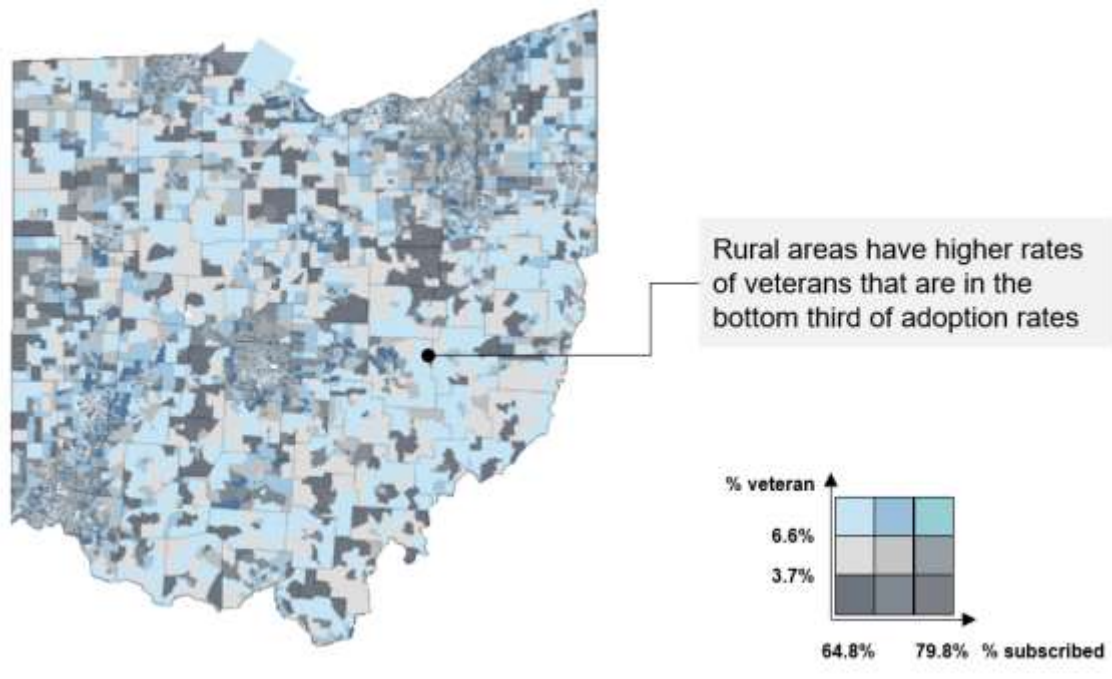 Rural areas have higher rates
of veterans that are in the
bottom third of adoption rates
% veteran
6.6%
3.7%
64.8% 79.8% % subscribed